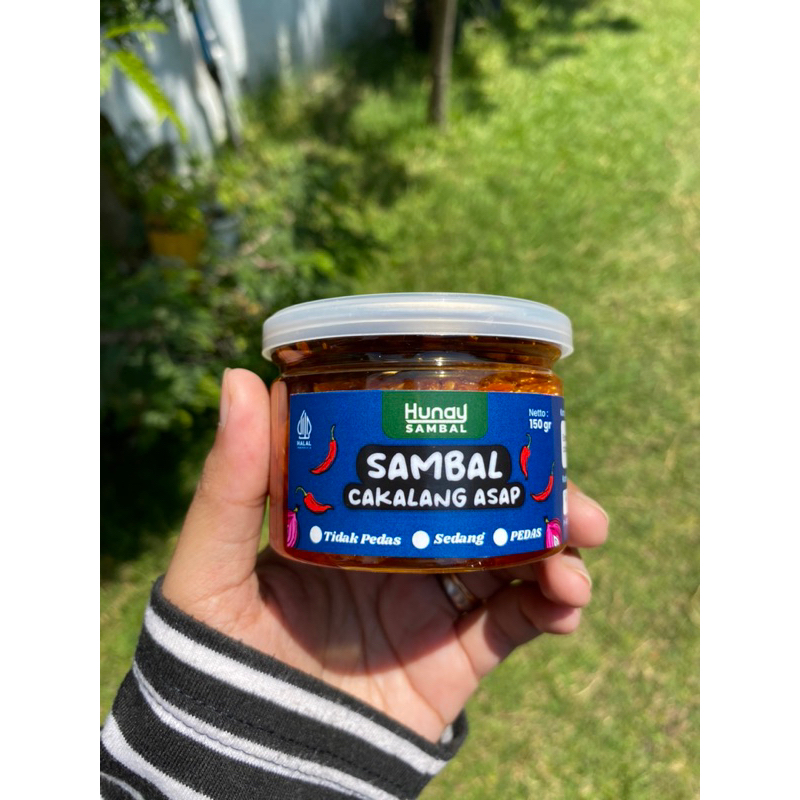 Hunay
SAMBAL
Netto :
150 gr
HALAL
SAMBAL
CAKALANG ASAP
Tidak Pedas
Sedang
PEDAS